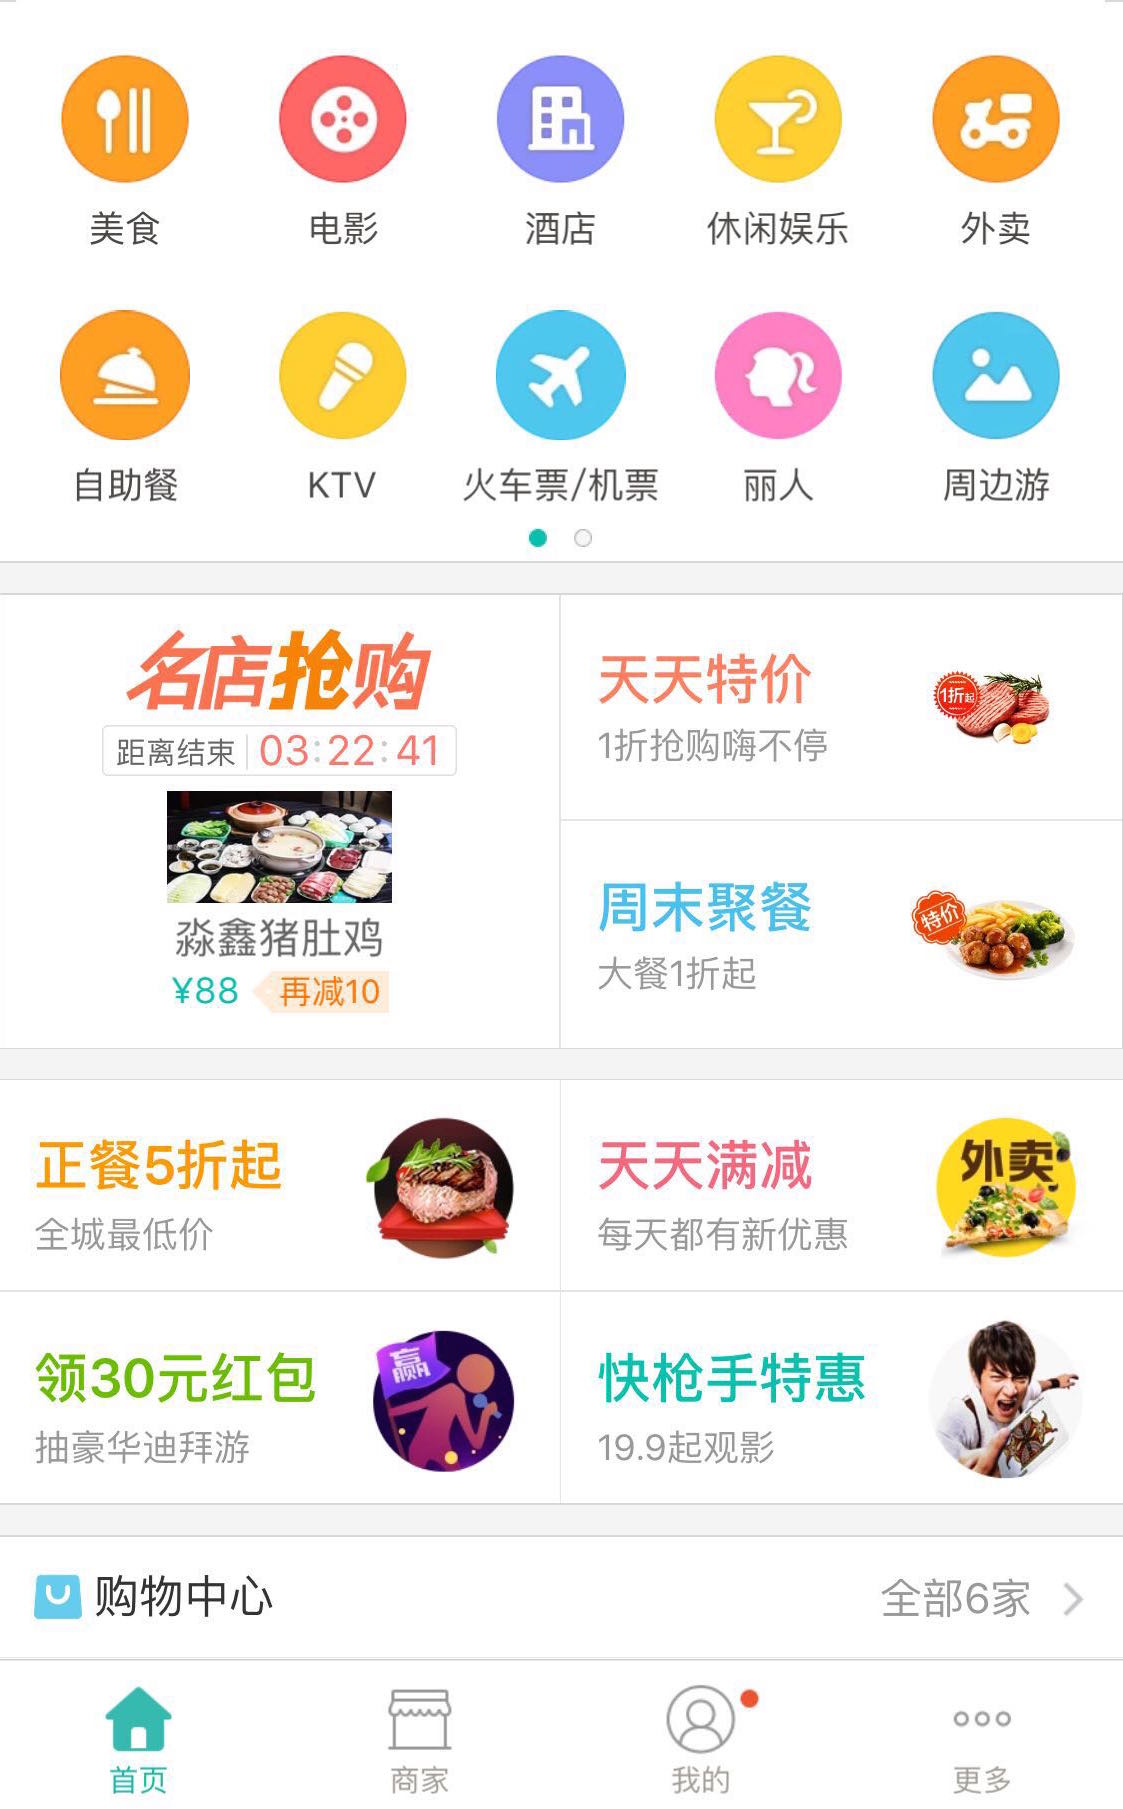 美食
电影
酒店
休闲娱乐
外卖
自助餐
KTV
火车票/机票
丽人
周边游
名店抢购
距离结束 03:22:41
淼鑫猪肚鸡
¥88 再减10
天天特价
1折抢购嗨不停
1折起
周末聚餐
大餐1折起
特价
正餐5折起
全城最低价
天天满减
每天都有新优惠
外卖
领30元红包
抽豪华迪拜游
赢
快枪手特惠
19.9起观影
购物中心
全部6家
首页
商家
我的
更多